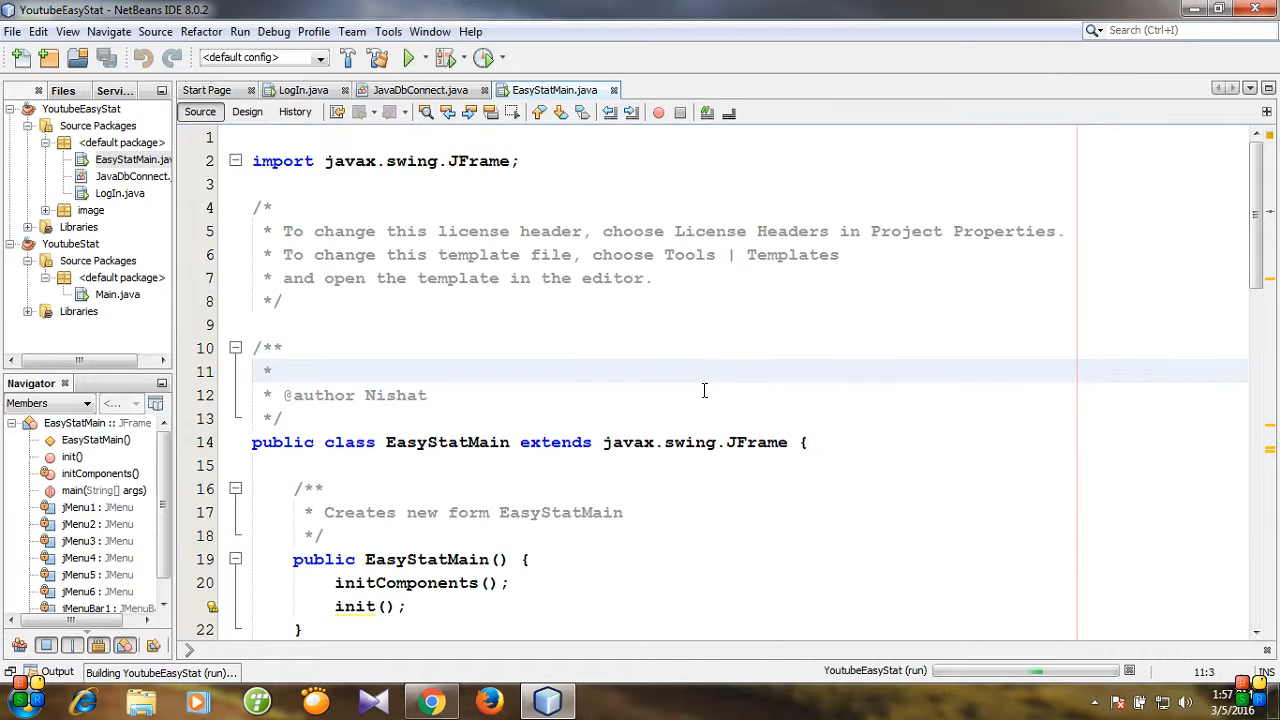 YoutubeEasyStat - NetBeans IDE 8.0.2
File Edit View Navigate Source Refactor Run Debug Profile Team Tools Window Help
Search (Ctrl+I)
<default config>
Files Servi...
Start Page LogIn.java JavaDbConnect.java EasyStatMain.java
Source Design History
YoutubeEasyStat
Source Packages
<default package>
EasyStatMain.jav
JavaDbConnect.
LogIn.java
image
Libraries
YoutubeStat
Source Packages
<default package>
Main.java
Libraries
Navigator
Members <...
EasyStatMain :: JFrame
EasyStatMain()
init()
initComponents()
main(String[] args)
jMenu1 : JMenu
jMenu2 : JMenu
jMenu3 : JMenu
jMenu4 : JMenu
jMenu5 : JMenu
jMenu6 : JMenu
jMenuBar1 : JMenuBa
1
2 import javax.swing.JFrame;
3
4 /*
5 * To change this license header, choose License Headers in Project Properties.
6 * To change this template file, choose Tools | Templates
7 * and open the template in the editor.
8 */
9
10 /**
11 *
12 * @author Nishat
13 */
14 public class EasyStatMain extends javax.swing.JFrame {
15
16 /**
17 * Creates new form EasyStatMain
18 */
19 public EasyStatMain() {
20 initComponents();
init();
22 }
Output Building YoutubeEasyStat (run)... YoutubeEasyStat (run) 11:3 INS
1:57
3/5/2016